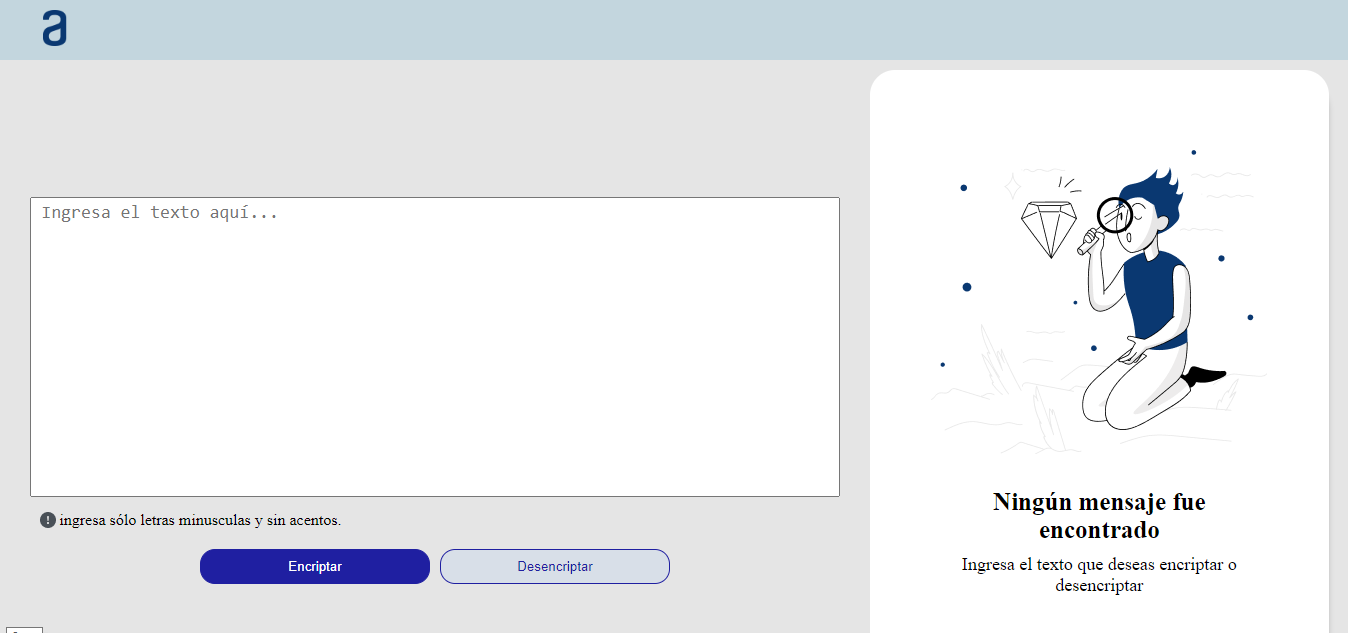 a
Ingresa el texto aquí...
ingresa sólo letras minusculas y sin acentos.
Encriptar
Desencriptar
Ningún mensaje fue
encontrado
Ingresa el texto que deseas encriptar o
desencriptar